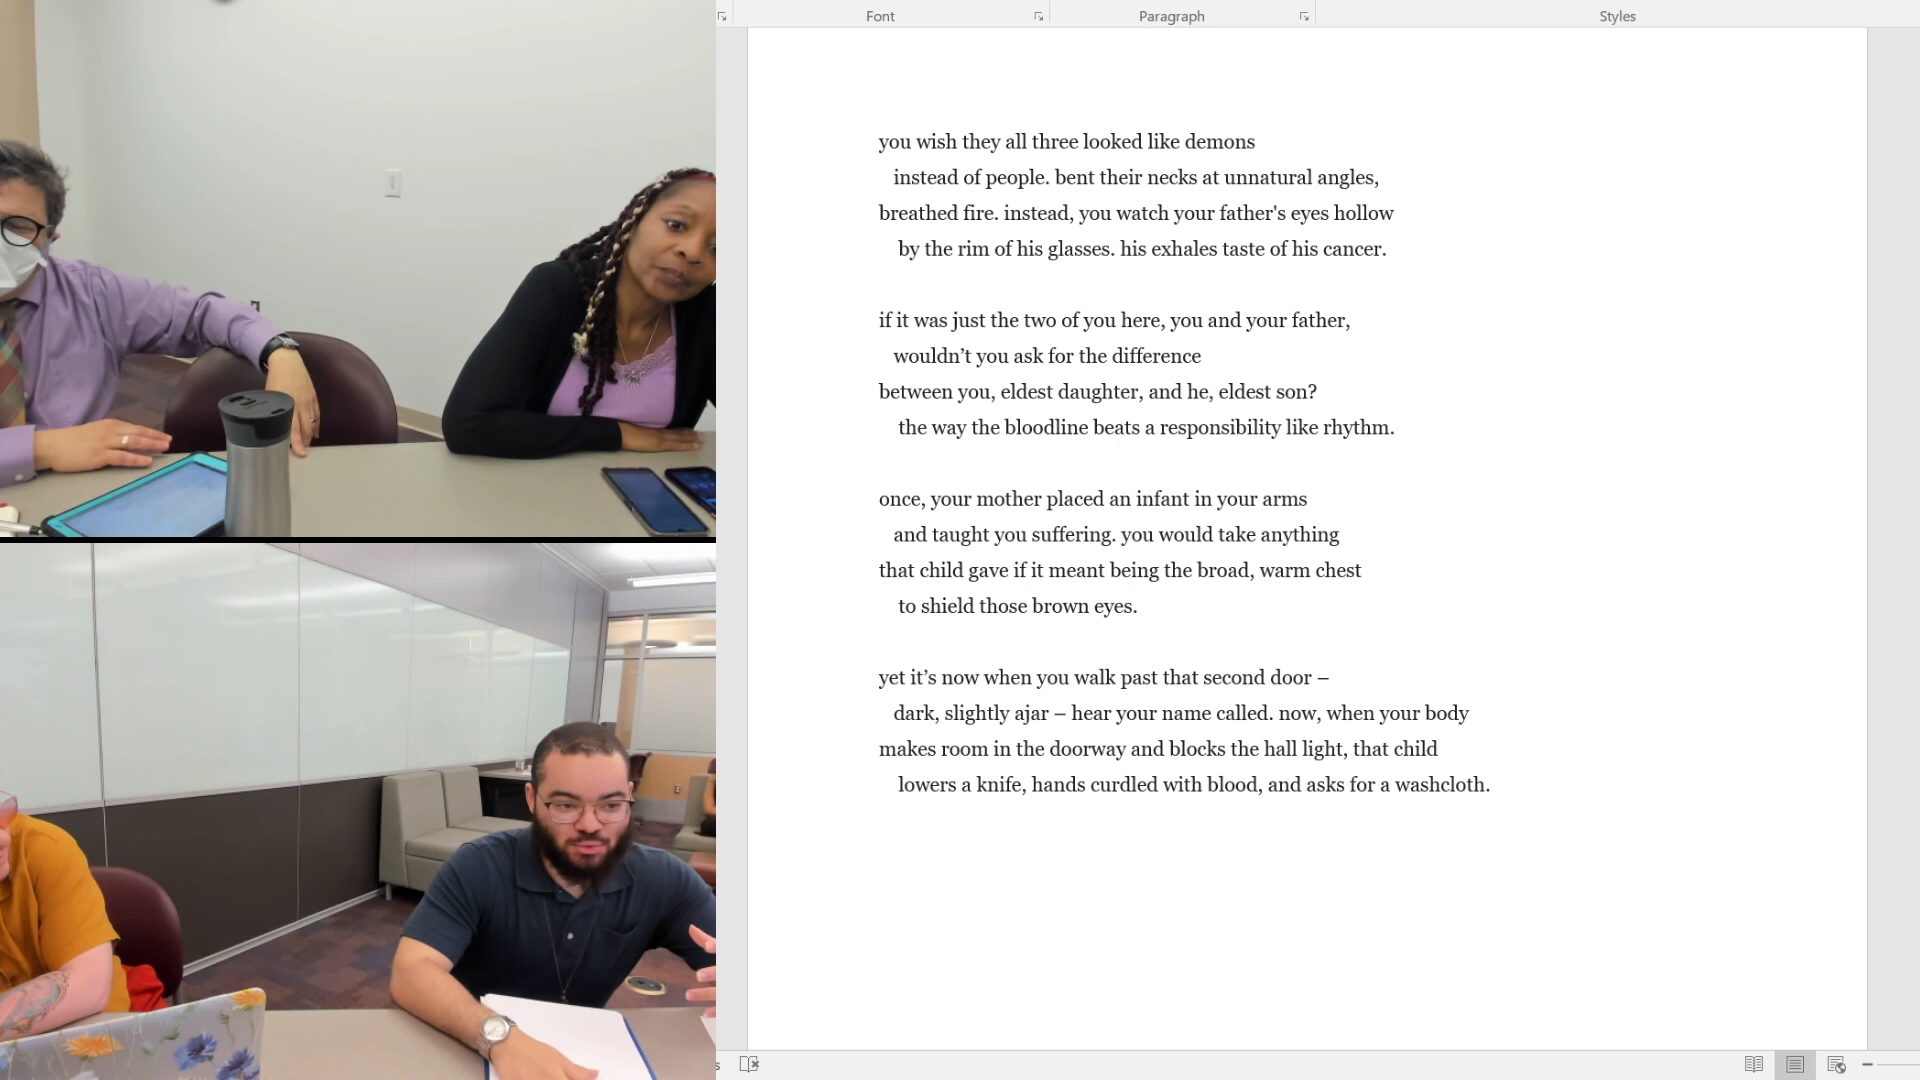 Font
Paragraph
Styles
you wish they all three looked like demons
instead of people. bent their necks at unnatural angles,
breathed fire. instead, you watch your father's eyes hollow
by the rim of his glasses. his exhales taste of his cancer.
if it was just the two of you here, you and your father,
wouldn’t you ask for the difference
between you, eldest daughter, and he, eldest son?
the way the bloodline beats a responsibility like rhythm.
once, your mother placed an infant in your arms
and taught you suffering. you would take anything
that child gave if it meant being the broad, warm chest
to shield those brown eyes.
yet it’s now when you walk past that second door –
dark, slightly ajar – hear your name called. now, when your body
makes room in the doorway and blocks the hall light, that child
lowers a knife, hands curdled with blood, and asks for a washcloth.